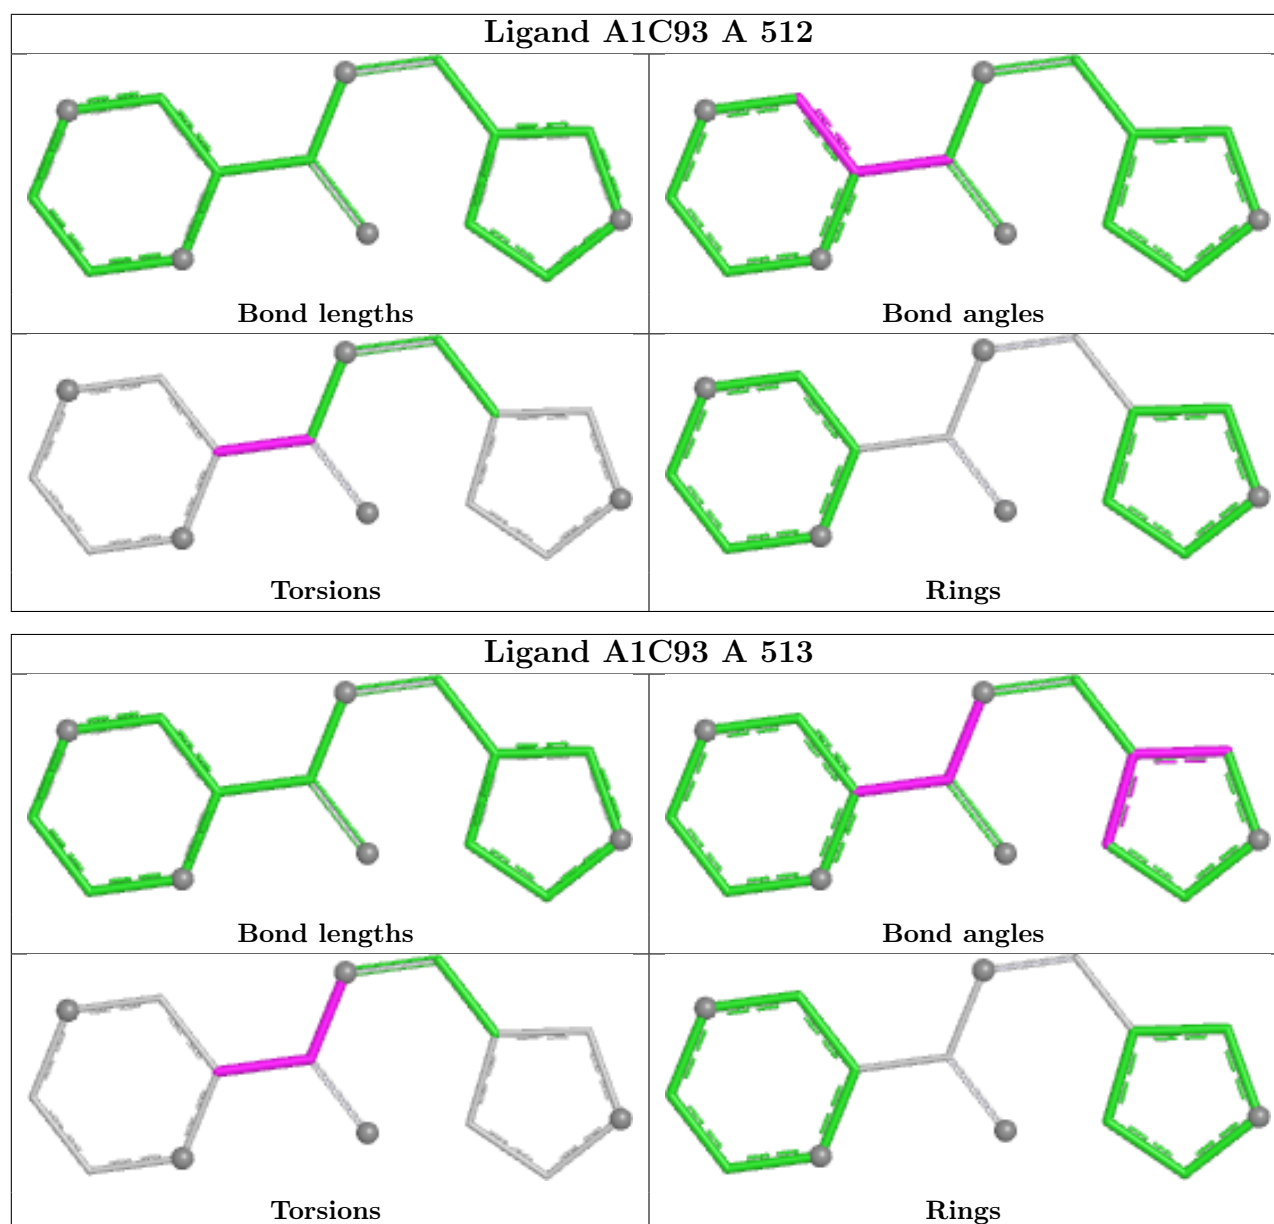 Ligand A1C93 A 512
Bond lengths
Bond angles
Torsions
Rings
Ligand A1C93 A 513
Bond lengths
Bond angles
Torsions
Rings